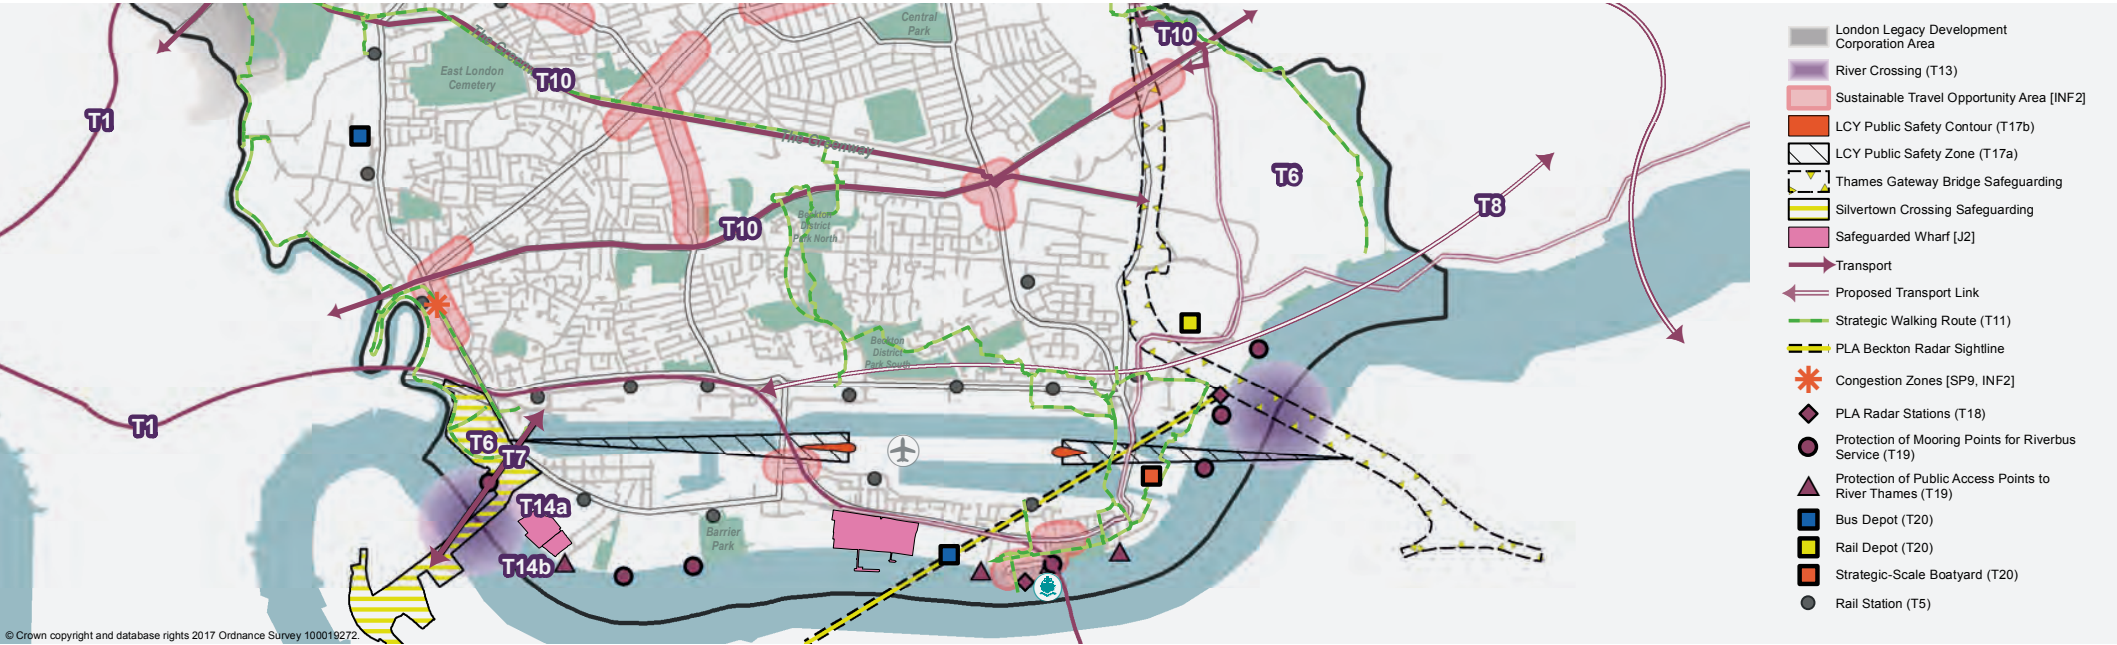 T10
Central
Park
The Greenway
East London
Cemetery
T10
T1
The Greenway
T6
T8
Beckton
District
Park North
T10
Beckton
District
Park South
T1
T6
T7
T14a
Barrier
Park
T14b
© Crown copyright and database rights 2017 Ordnance Survey 100019272.
London Legacy Development
Corporation Area
River Crossing (T13)
Sustainable Travel Opportunity Area [INF2]
LCY Public Safety Contour (T17b)
LCY Public Safety Zone (T17a)
Thames Gateway Bridge Safeguarding
Silvertown Crossing Safeguarding
Safeguarded Wharf [J2]
Transport
Proposed Transport Link
Strategic Walking Route (T11)
PLA Beckton Radar Sightline
Congestion Zones [SP9, INF2]
PLA Radar Stations (T18)
Protection of Mooring Points for Riverbus
Service (T19)
Protection of Public Access Points to
River Thames (T19)
Bus Depot (T20)
Rail Depot (T20)
Strategic-Scale Boatyard (T20)
Rail Station (T5)